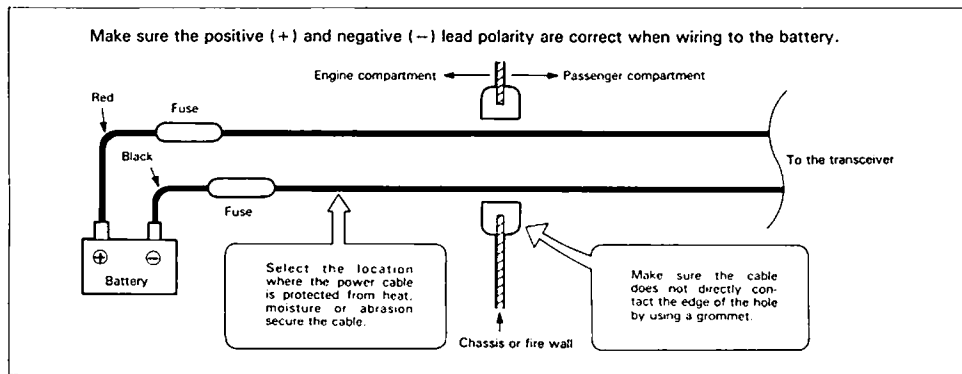 Make sure the positive (+) and negative (−) lead polarity are correct when wiring to the battery.
Engine compartment
Passenger compartment
Red
Fuse
Black
To the transceiver
Fuse
⊕ ⊖
Battery
Select the location
where the power cable
is protected from heat,
moisture or abrasion
secure the cable.
Make sure the cable
does not directly con-
tact the edge of the hole
by using a grommet.
Chassis or fire wall